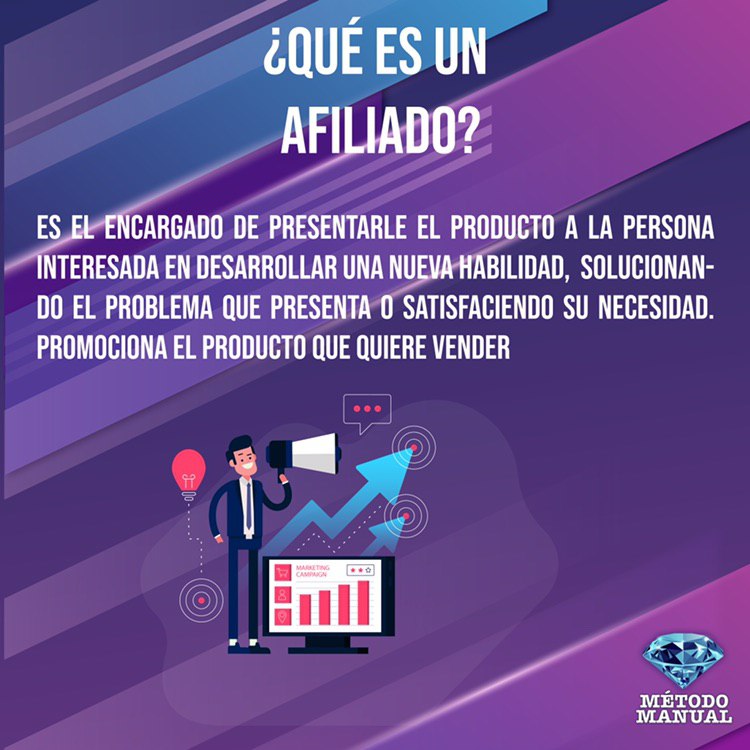 ¿QUÉ ES UN
AFILIADO?
ES EL ENCARGADO DE PRESENTARLE EL PRODUCTO A LA PERSONA
INTERESADA EN DESARROLLAR UNA NUEVA HABILIDAD, SOLUCIONAN-
DO EL PROBLEMA QUE PRESENTA O SATISFACIENDO SU NECESIDAD.
PROMOCIONA EL PRODUCTO QUE QUIERE VENDER
MARKETING
CAMPAIGN
MÉTODO
MANUAL